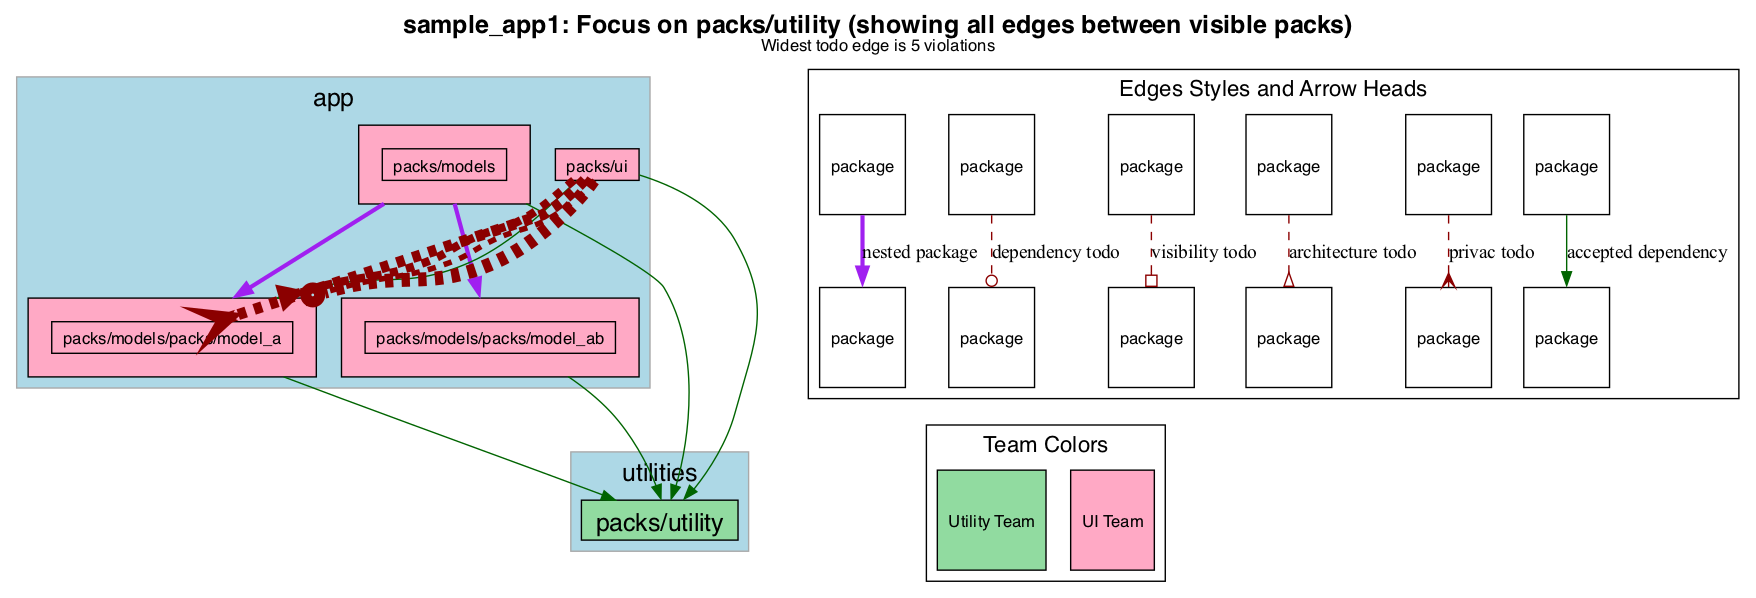 sample_app1: Focus on packs/utility (showing all edges between visible packs)
Widest todo edge is 5 violations
app
packs/models
packs/ui
packs/models/packs/model_a
packs/models/packs/model_ab
utilities
packs/utility
Edges Styles and Arrow Heads
package
package
package
package
package
package
nested package
dependency todo
visibility todo
architecture todo
privac todo
accepted dependency
package
package
package
package
package
package
Team Colors
Utility Team
UI Team